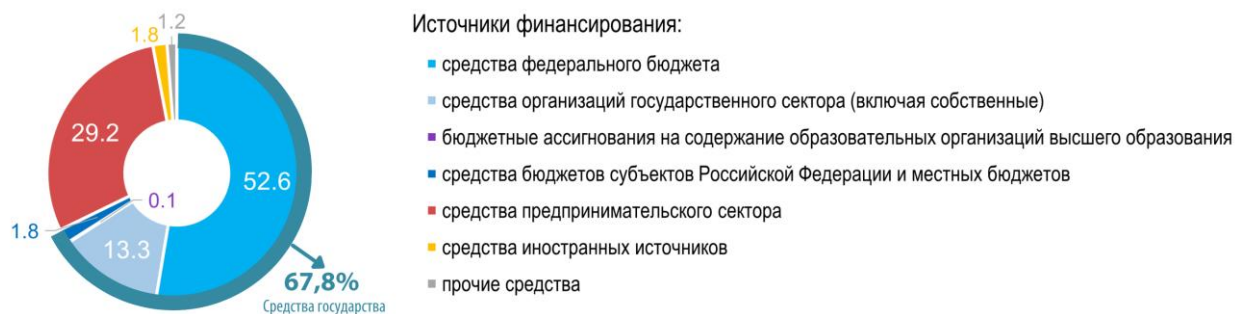 1.8
1.2
29.2
52.6
0.1
1.8
13.3
67,8%
Средства государства
Источники финансирования:
средства федерального бюджета
средства организаций государственного сектора (включая собственные)
бюджетные ассигнования на содержание образовательных организаций высшего образования
средства бюджетов субъектов Российской Федерации и местных бюджетов
средства предпринимательского сектора
средства иностранных источников
прочие средства